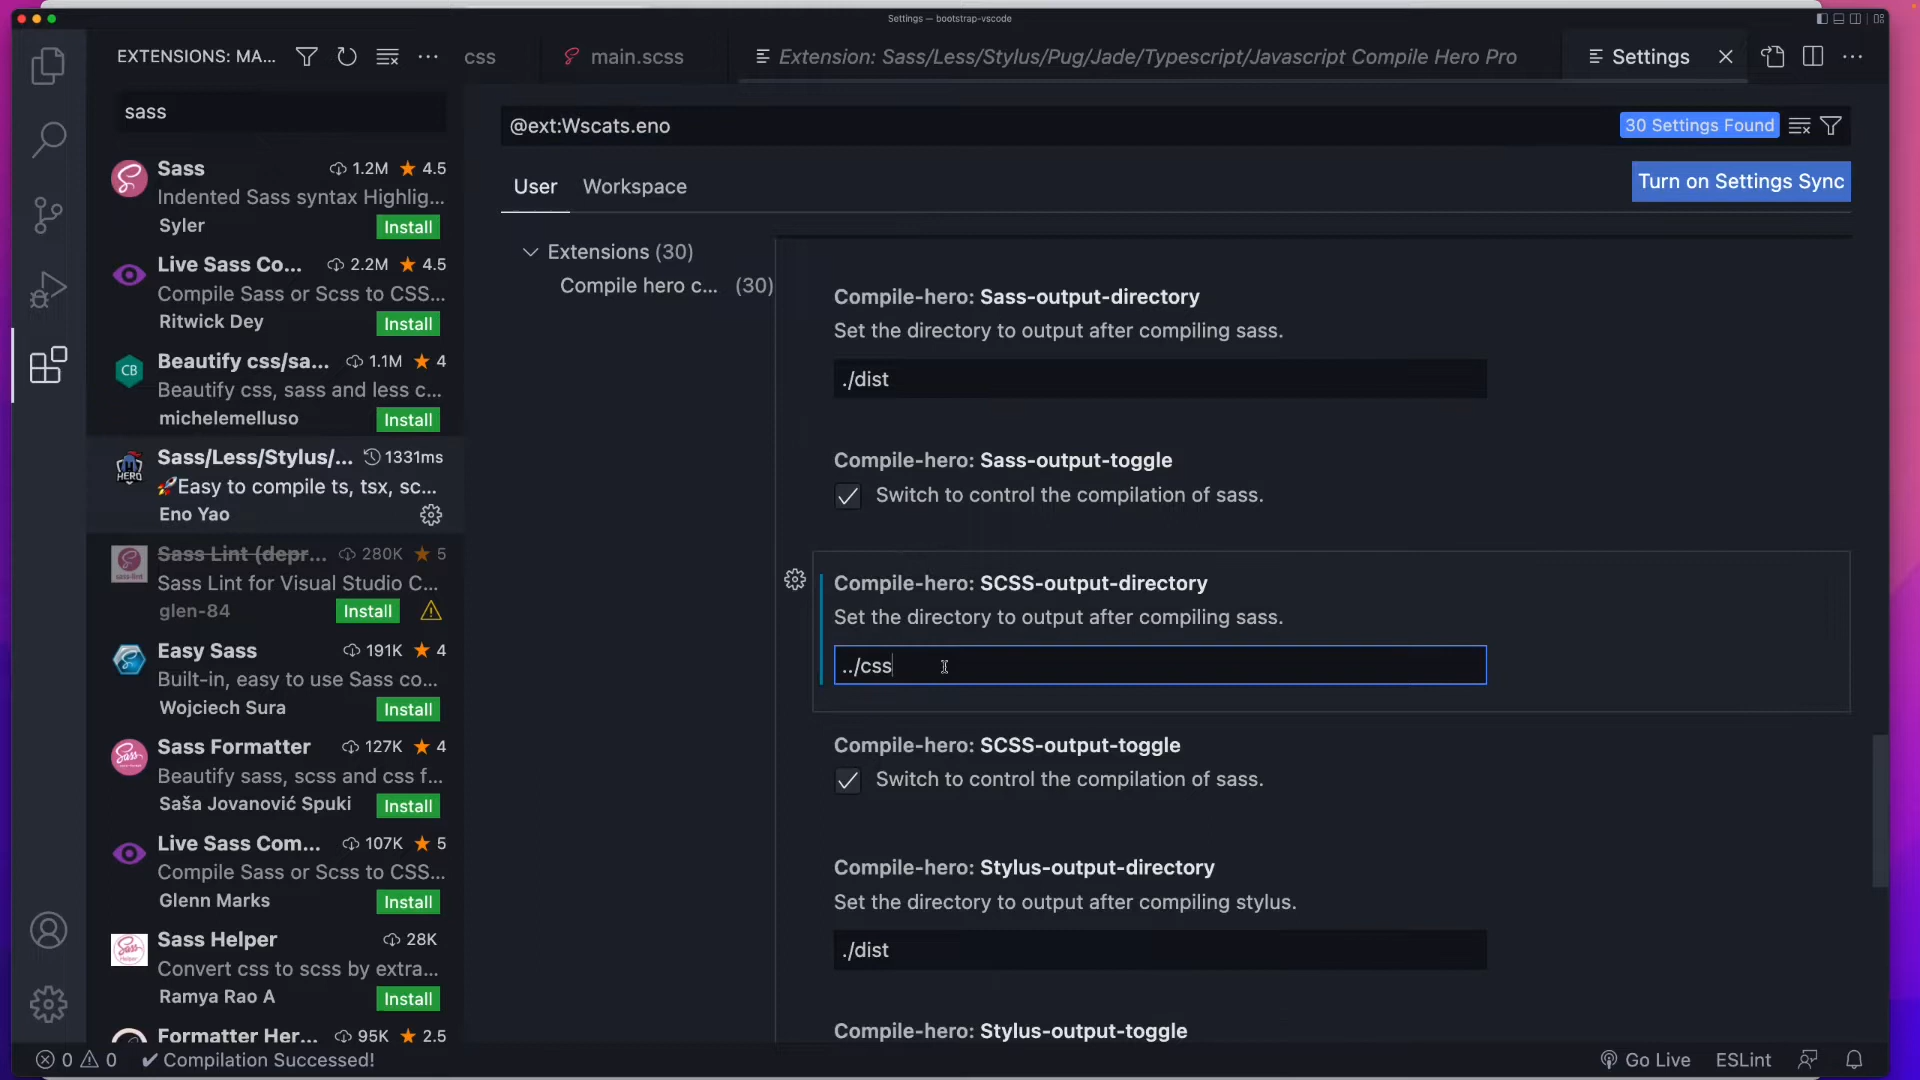 Settings — bootstrap-vscode
EXTENSIONS: MA...
css
main.scss
Extension: Sass/Less/Stylus/Pug/Jade/Typescript/Javascript Compile Hero Pro
Settings
sass
@ext:Wscats.eno
30 Settings Found
User
Workspace
Turn on Settings Sync
Extensions (30)
Compile hero c... (30)
Sass 1.2M 4.5
Indented Sass syntax Highlig...
Syler Install
Live Sass Co... 2.2M 4.5
Compile Sass or Scss to CSS...
Ritwick Dey Install
Beautify css/sa... 1.1M 4
CB
Beautify css, sass and less c...
michelemelluso Install
Sass/Less/Stylus/... 1331ms
HERO
🚀Easy to compile ts, tsx, sc...
Eno Yao
Sass Lint (depr... 280K 5
Sass Lint for Visual Studio C...
glen-84 Install
Easy Sass 191K 4
Built-in, easy to use Sass co...
Wojciech Sura Install
Sass Formatter 127K 4
Beautify sass, scss and css f...
Saša Jovanović Spuki Install
Live Sass Com... 107K 5
Compile Sass or Scss to CSS...
Glenn Marks Install
Sass Helper 28K
Convert css to scss by extra...
Ramya Rao A Install
Formatter Her... 95K 2.5
Compile-hero: Sass-output-directory
Set the directory to output after compiling sass.
./dist
Compile-hero: Sass-output-toggle
Switch to control the compilation of sass.
Compile-hero: SCSS-output-directory
Set the directory to output after compiling sass.
../css
Compile-hero: SCSS-output-toggle
Switch to control the compilation of sass.
Compile-hero: Stylus-output-directory
Set the directory to output after compiling stylus.
./dist
Compile-hero: Stylus-output-toggle
0 0 ✔ Compilation Successed!
Go Live
ESLint